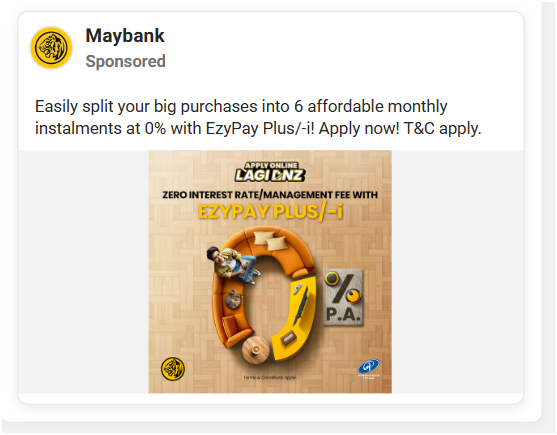 Maybank
Sponsored
Easily split your big purchases into 6 affordable monthly
instalments at 0% with EzyPay Plus/-i! Apply now! T&C apply.
APPLY ONLINE
LAGI BNZ
ZERO INTEREST RATE/MANAGEMENT FEE WITH
EZYPAY PLUS/-i
0%
P.A.
Terms & Conditions apply.